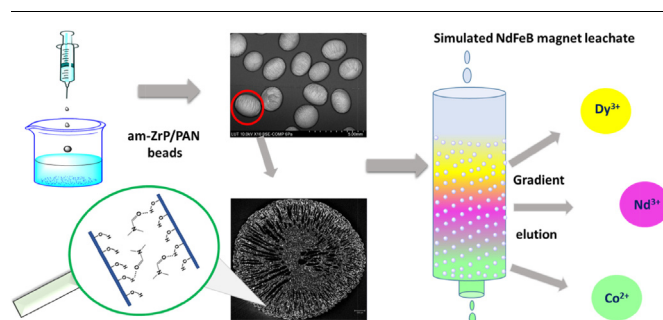 Simulated NdFeB magnet leachate
am-ZrP/PAN
beads
Dy³⁺
Gradient
Nd³⁺
elution
Co²⁺